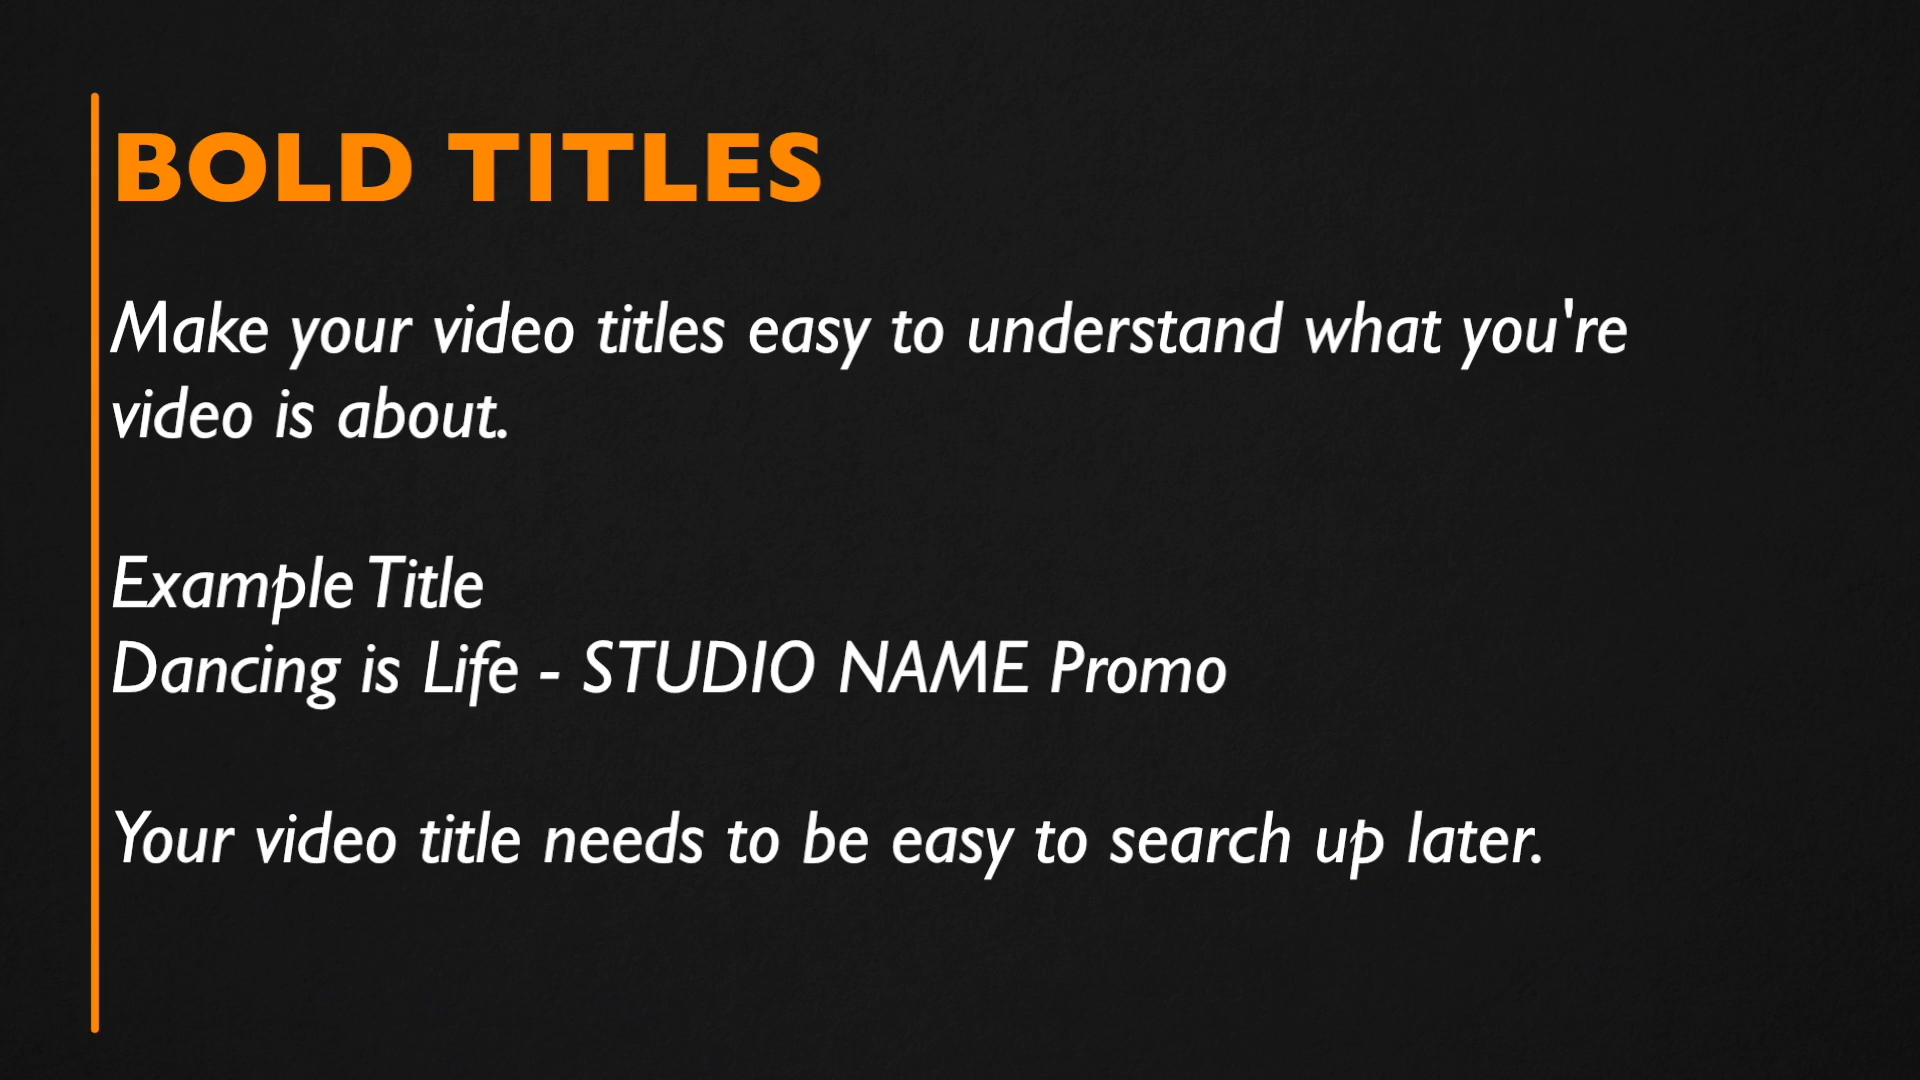 BOLD TITLES
Make your video titles easy to understand what you're
video is about.
Example Title
Dancing is Life - STUDIO NAME Promo
Your video title needs to be easy to search up later.